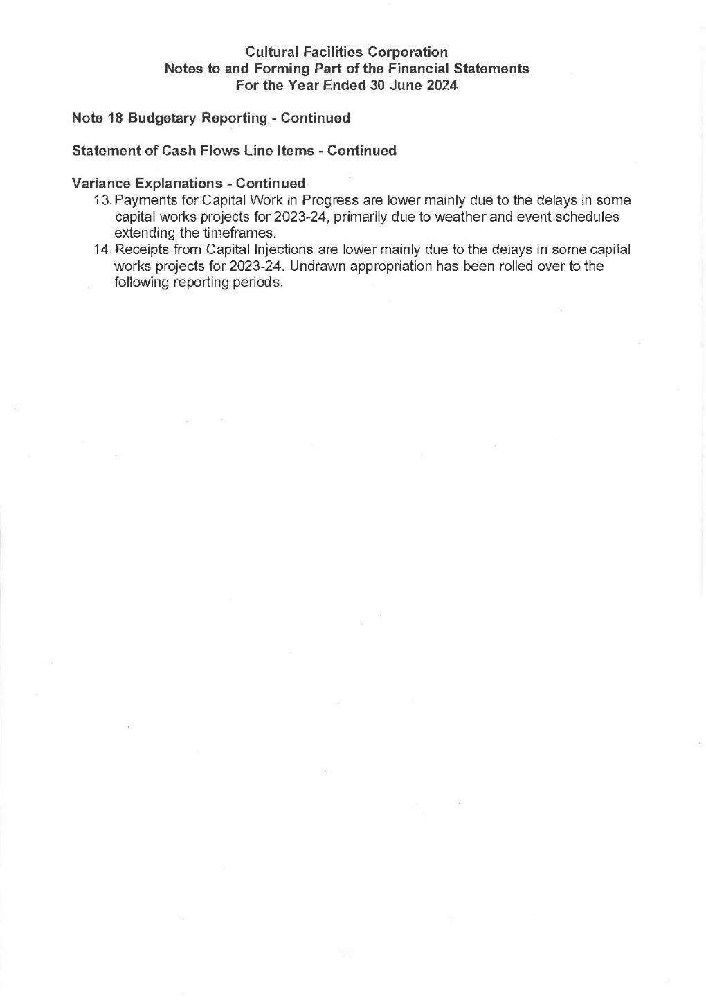 Cultural Facilities Corporation
Notes to and Forming Part of the Financial Statements
For the Year Ended 30 June 2024
Note 18 Budgetary Reporting - Continued
Statement of Cash Flows Line Items - Continued
Variance Explanations - Continued
13. Payments for Capital Work in Progress are lower mainly due to the delays in some
capital works projects for 2023-24, primarily due to weather and event schedules
extending the timeframes.
14. Receipts from Capital Injections are lower mainly due to the delays in some capital
works projects for 2023-24. Undrawn appropriation has been rolled over to the
following reporting periods.